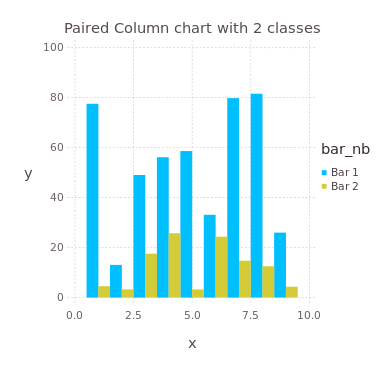 Paired Column chart with 2 classes
100
80
60
40
20
0
y
0.0 2.5 5.0 7.5 10.0
x
bar_nb
Bar 1
Bar 2